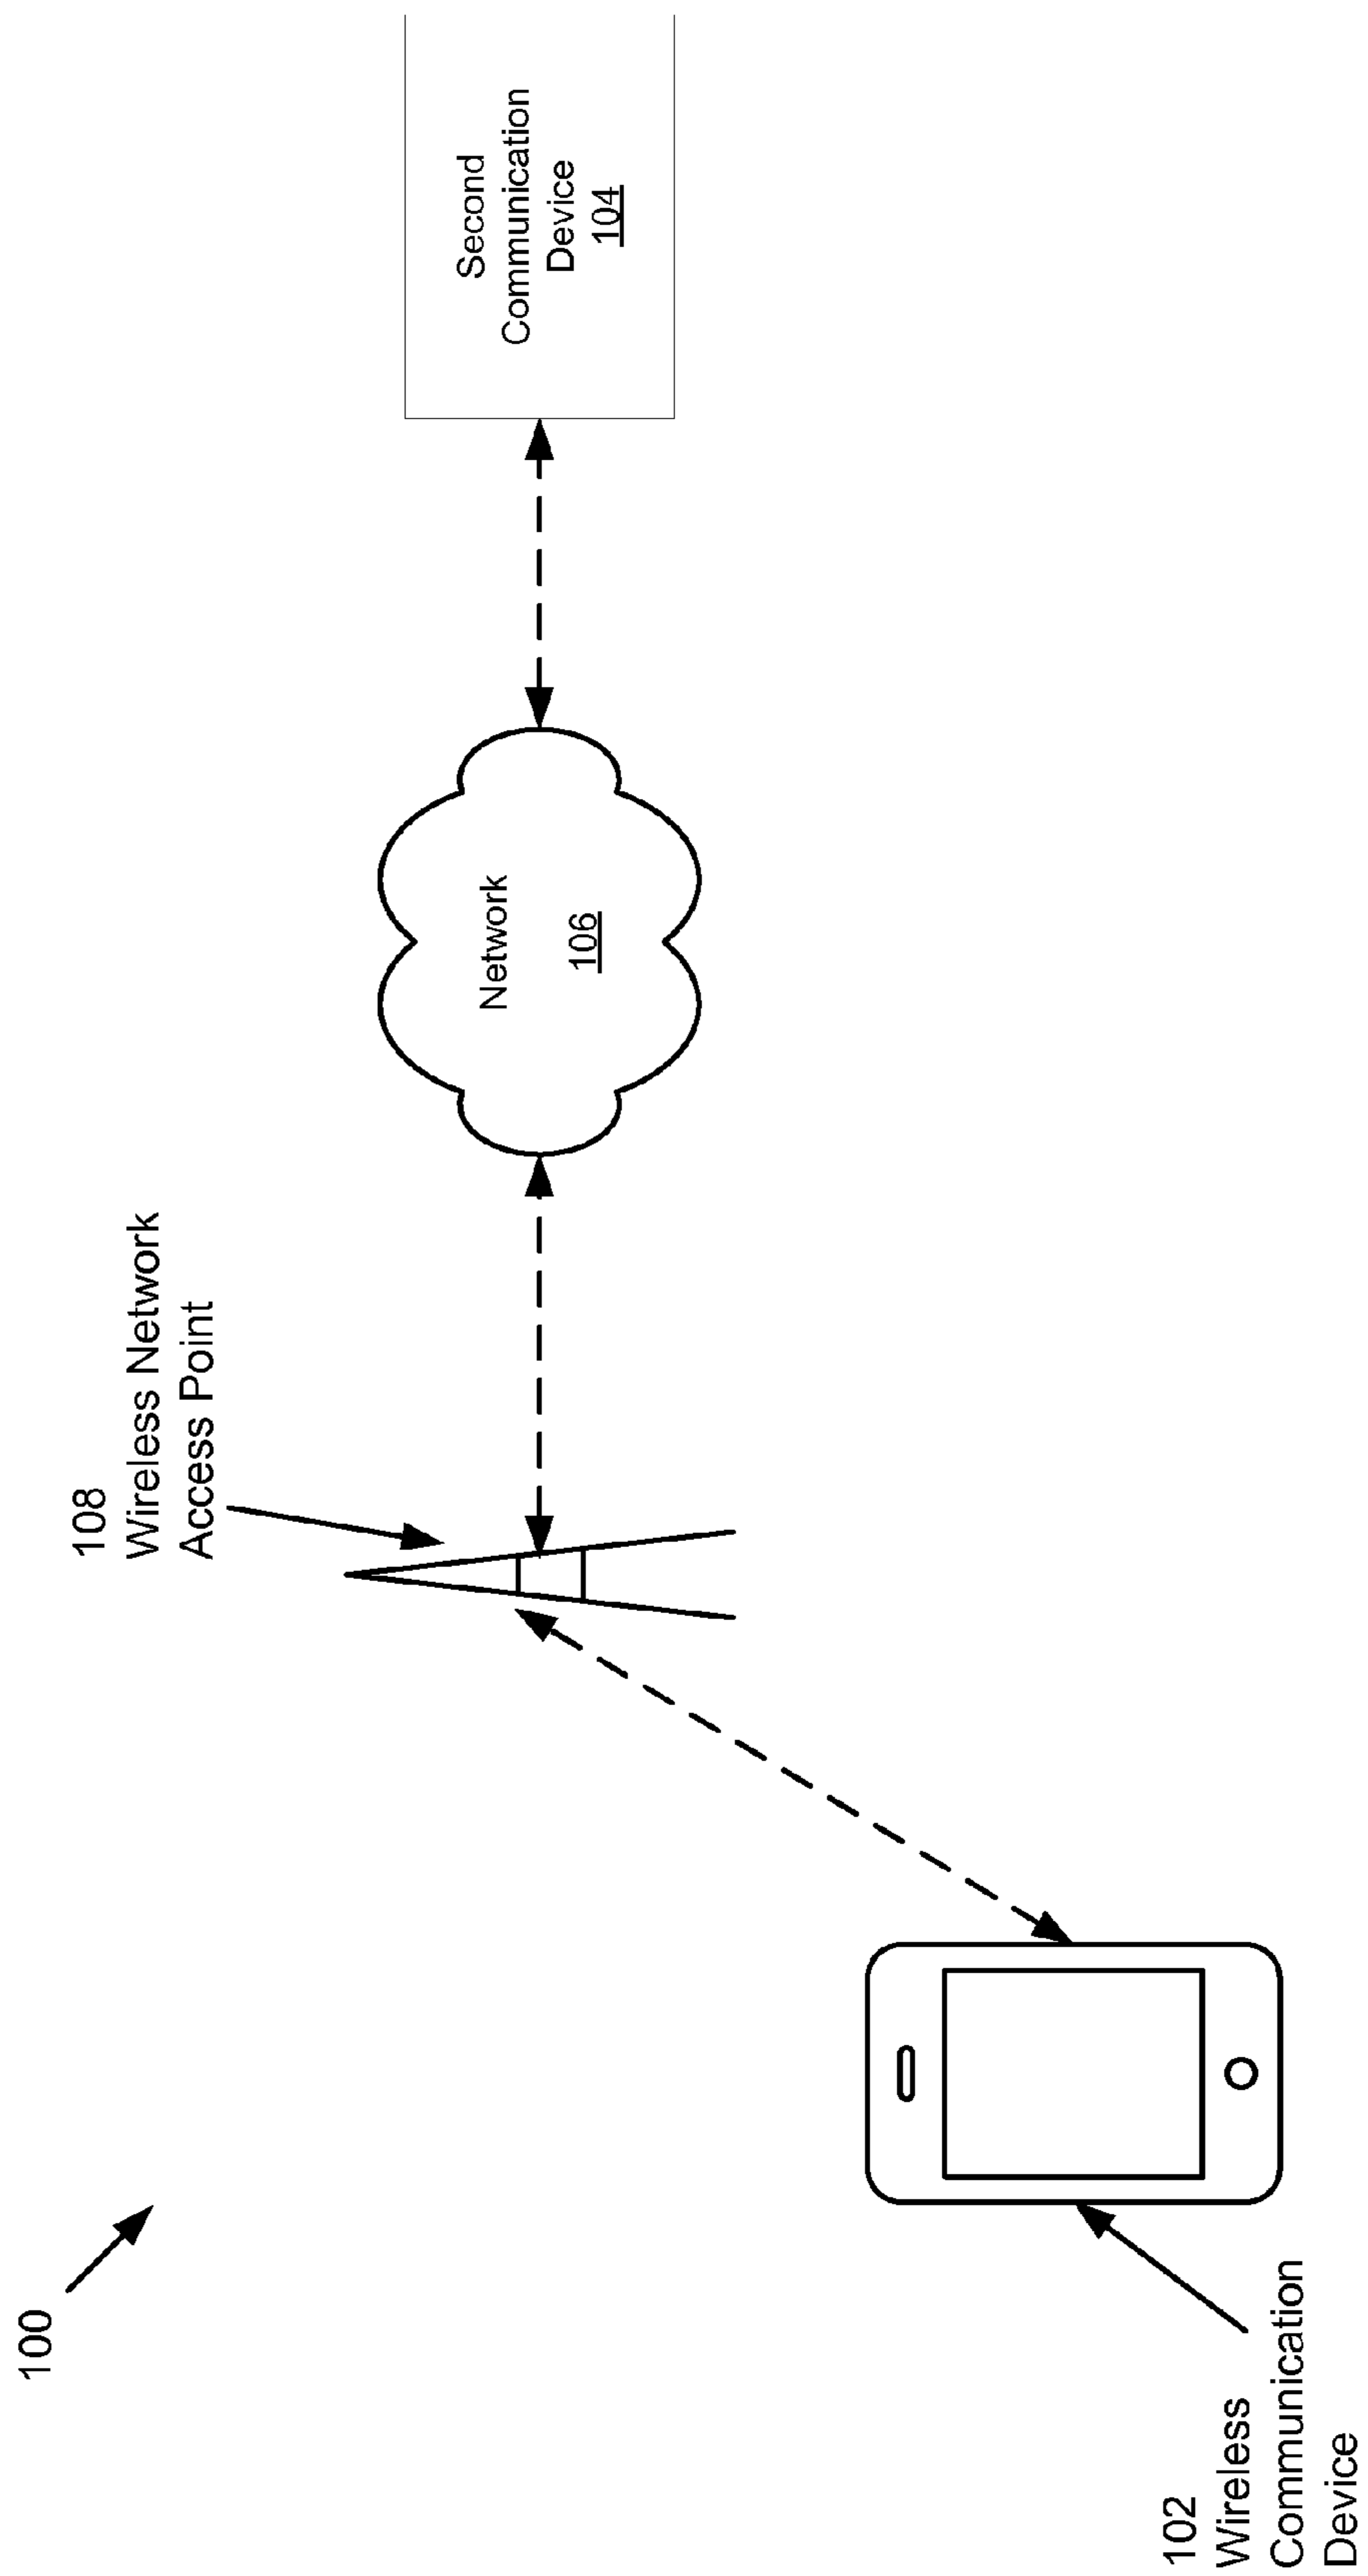 100
108
Wireless Network
Access Point
Second
Communication
Device
104
Network
106
102
Wireless
Communication
Device